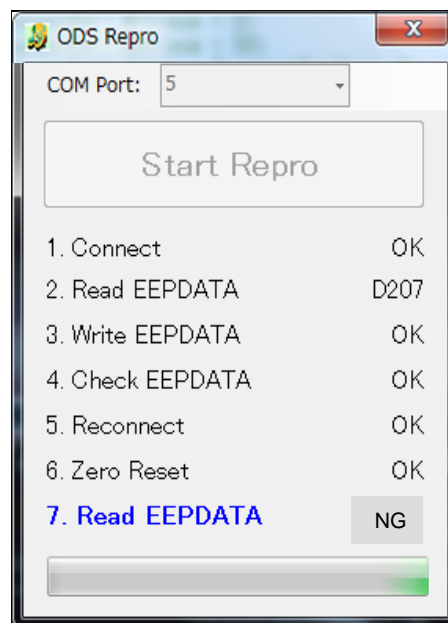 ODS Repro
COM Port: 5
Start Repro
1. Connect OK
2. Read EEPDATA D207
3. Write EEPDATA OK
4. Check EEPDATA OK
5. Reconnect OK
6. Zero Reset OK
7. Read EEPDATA NG